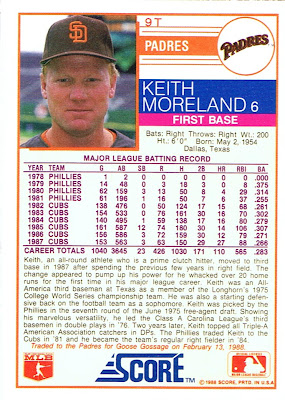 SD
9T
PADRES
PADRES
KEITH
MORELAND 6
FIRST BASE
Bats: Right Throws: Right Wt.: 200
Ht.: 6'0" Born: May 2, 1954
Dallas, Texas
MAJOR LEAGUE BATTING RECORD
YEAR TEAM G AB SB R H 2B HR RBI BA
1978 PHILLIES 1 2 0 0 0 0 0 0 .000
1979 PHILLIES 14 48 0 3 18 3 0 8 .375
1980 PHILLIES 62 159 3 13 50 8 4 29 .314
1981 PHILLIES 61 196 1 16 50 7 6 37 .255
1982 CUBS 138 476 0 50 124 17 15 68 .261
1983 CUBS 154 533 0 76 161 30 16 70 .302
1984 CUBS 140 495 1 59 138 17 16 80 .279
1985 CUBS 161 587 12 74 180 30 14 106 .307
1986 CUBS 156 586 3 72 159 30 12 79 .271
1987 CUBS 153 563 3 63 150 29 27 88 .266
CAREER TOTALS 1040 3645 23 426 1030 171 110 565 .283
Keith, an all-round athlete who is a prime clutch hitter, moved to third
base in 1987 after spending the previous few years in right field. The
change seemed to pump up his power for he whacked over 20 home
runs for the first time in his major league career. Keith was an All-
America third baseman at Texas as a member of the Longhorn's 1975
College World Series championship team. He was also a starting de-
fensive back on the football team as a sophomore. Keith was picked by the
Phillies in the seventh round of the June 1975 free-agent draft. Showing
his marvelous versatility, he led the Class A Carolina League's third
basemen in double plays in '76. Two years later, Keith topped all Triple-A
American Association catchers in DPs. The Phillies traded Keith to the
Cubs in '81 and he became the team's regular right fielder in '84.
Traded to the Padres for Goose Gossage on February 13, 1988.
MLB
SCORE™
© 1988 SCORE, PRTD. IN U.S.A.